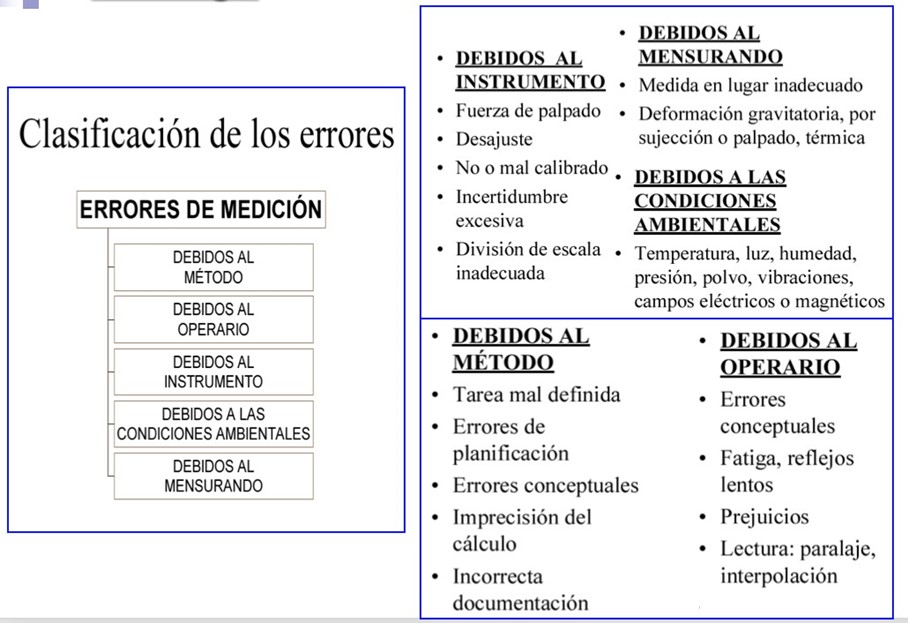 Clasificación de los errores
ERRORES DE MEDICIÓN
DEBIDOS AL
MÉTODO
DEBIDOS AL
OPERARIO
DEBIDOS AL
INSTRUMENTO
DEBIDOS A LAS
CONDICIONES AMBIENTALES
DEBIDOS AL
MENSURANDO
• DEBIDOS AL
INSTRUMENTO
• Fuerza de palpado
• Desajuste
• No o mal calibrado
• Incertidumbre
excesiva
• División de escala
inadecuada
• DEBIDOS AL
MENSURANDO
• Medida en lugar inadecuado
• Deformación gravitatoria, por
sujección o palpado, térmica
• DEBIDOS A LAS
CONDICIONES
AMBIENTALES
• Temperatura, luz, humedad,
presión, polvo, vibraciones,
campos eléctricos o magnéticos
• DEBIDOS AL
MÉTODO
• Tarea mal definida
• Errores de
planificación
• Errores conceptuales
• Imprecisión del
cálculo
• Incorrecta
documentación
• DEBIDOS AL
OPERARIO
• Errores
conceptuales
• Fatiga, reflejos
lentos
• Prejuicios
• Lectura: paralaje,
interpolación